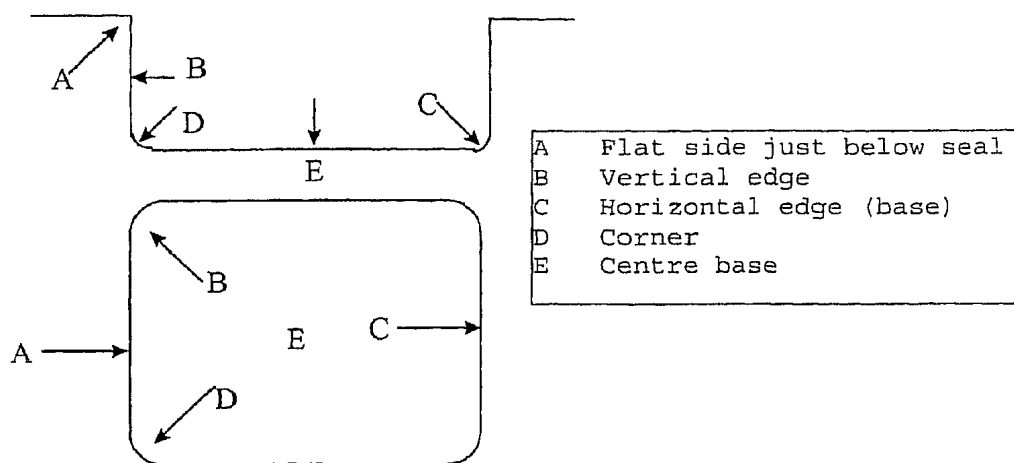 A
B
D
C
E
A Flat side just below seal
B Vertical edge
C Horizontal edge (base)
D Corner
E Centre base
B
A
E
C
D